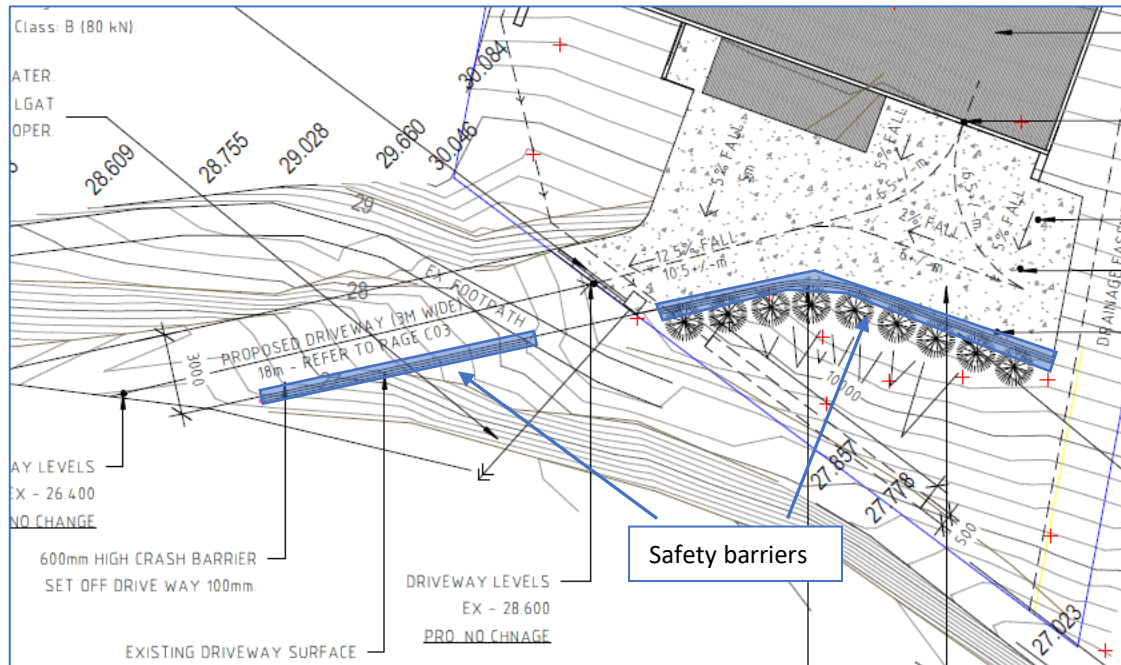 Class: B (80 kN).
ATER.
LGAT
OPER.
28.609
28.755
29.028
29.660
30.046
30.084
29
28
EX FOOTPATH
PROPOSED DRIVEWAY (3M WIDE)
18m - REFER TO PAGE C03
3000
5% FALL
5m
5% FALL
6.5 +/-m
9.5 +/-m
5% FALL
2% FALL
6 +/-m
12.5% FALL
10.5 +/-m
DRAINAGE EASE
10000
27.857
27.778
500
27.023
AY LEVELS
EX - 26.400
NO CHANGE
600mm HIGH CRASH BARRIER
SET OFF DRIVE WAY 100mm.
EXISTING DRIVEWAY SURFACE
DRIVEWAY LEVELS
EX - 28.600
PRO. NO CHNAGE
Safety barriers